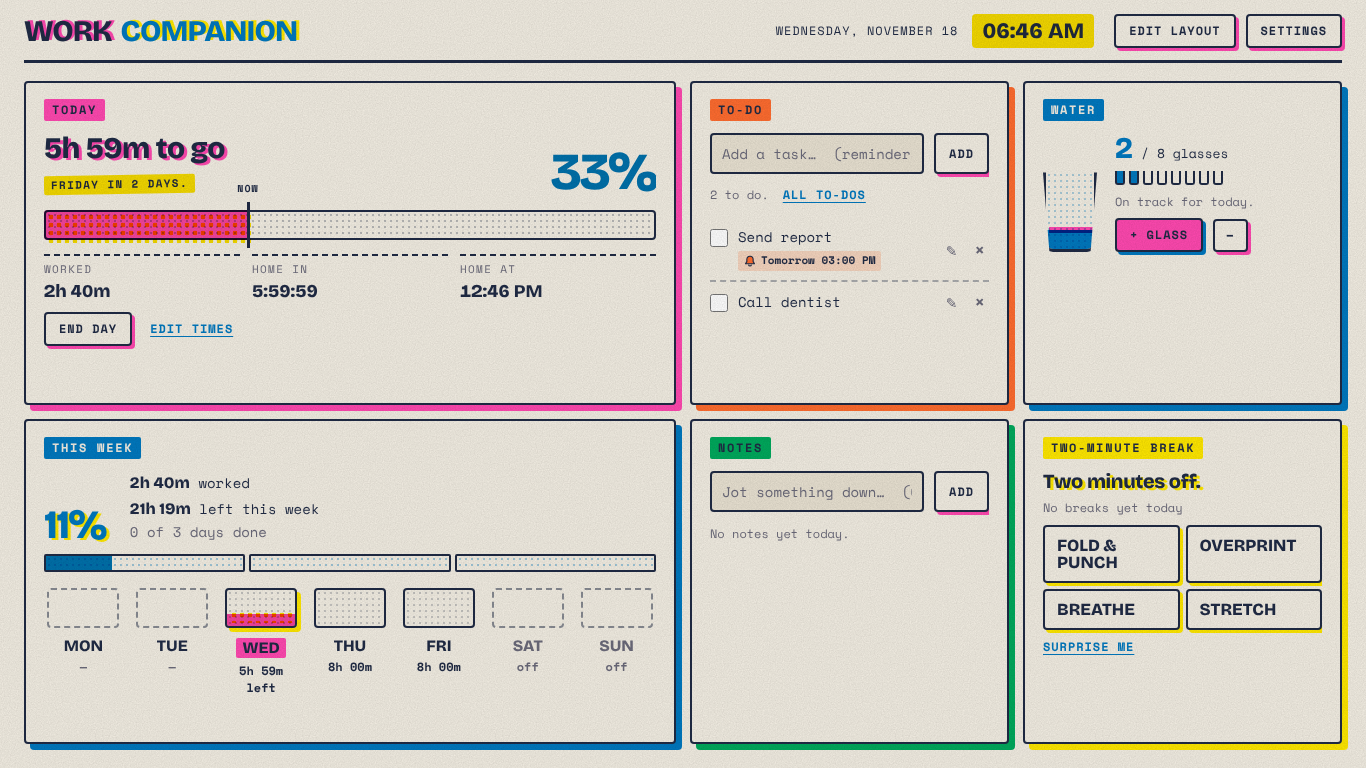 WORK COMPANION
WEDNESDAY, NOVEMBER 18
06:46 AM
EDIT LAYOUT
SETTINGS
TODAY
5h 59m to go
FRIDAY IN 2 DAYS.
NOW
33%
WORKED
2h 40m
HOME IN
5:59:59
HOME AT
12:46 PM
END DAY
EDIT TIMES
TO-DO
Add a task… (reminder
ADD
2 to do.
ALL TO-DOS
Send report
Tomorrow 03:00 PM
✎ ×
Call dentist
✎ ×
WATER
2 / 8 glasses
On track for today.
+ GLASS
−
THIS WEEK
11%
2h 40m worked
21h 19m left this week
0 of 3 days done
MON
—
TUE
—
WED
5h 59m
left
THU
8h 00m
FRI
8h 00m
SAT
off
SUN
off
NOTES
Jot something down… (
ADD
No notes yet today.
TWO-MINUTE BREAK
Two minutes off.
No breaks yet today
FOLD &
PUNCH
OVERPRINT
BREATHE
STRETCH
SURPRISE ME